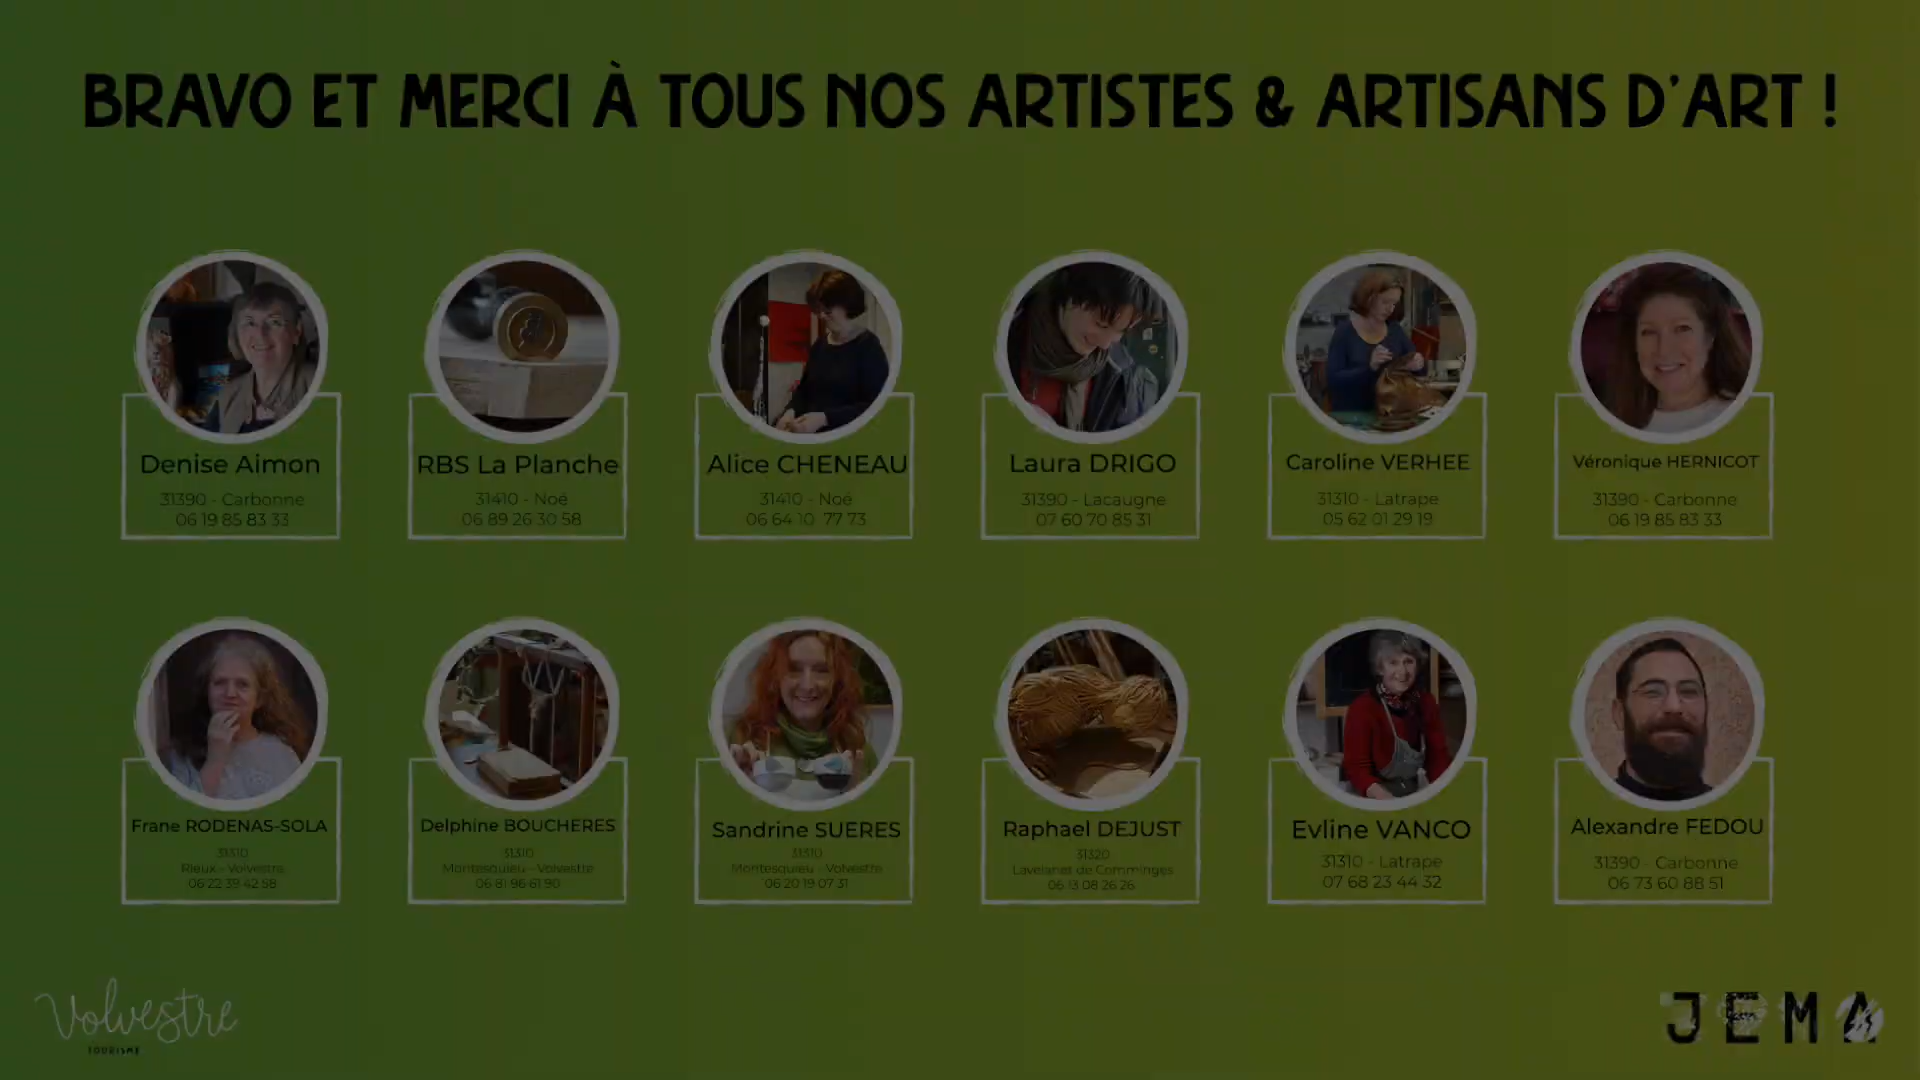 BRAVO ET MERCI À TOUS NOS ARTISTES & ARTISANS D'ART !
Denise Aimon
31390 - Carbonne
06 19 85 83 33
RBS La Planche
31410 - Noé
06 89 26 30 58
Alice CHENEAU
31410 - Noé
06 64 10 77 73
Laura DRIGO
31390 - Lacaugne
07 60 70 85 31
Caroline VERHEE
31310 - Latrape
05 62 01 29 19
Véronique HERNICOT
31390 - Carbonne
06 19 85 83 33
Frane RODENAS-SOLA
31310
Rieux - Volvestre
06 22 39 42 58
Delphine BOUCHERES
31310
Montesquieu - Volvestre
06 81 96 61 90
Sandrine SUERES
31310
Montesquieu - Volvestre
06 20 19 07 31
Raphael DEJUST
31320
Lavelanet de Comminges
06 13 08 26 26
Evline VANCO
31310 - Latrape
07 68 23 44 32
Alexandre FEDOU
31390 - Carbonne
06 73 60 88 51
Volvestre
TOURISME
JEMA